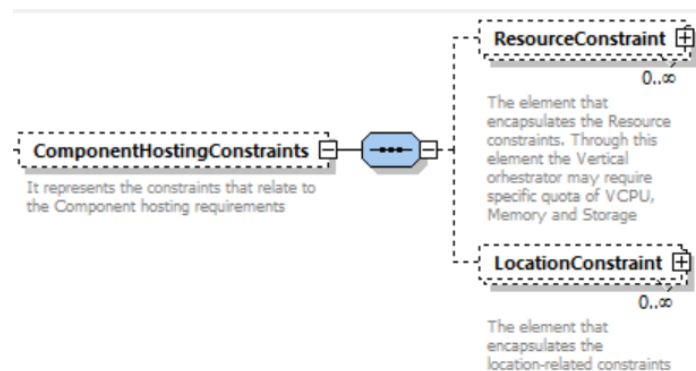 ResourceConstraint
0..∞
The element that
encapsulates the Resource
constraints. Through this
element the Vertical
orhestrator may require
specific quota of VCPU,
Memory and Storage
ComponentHostingConstraints
It represents the constraints that relate to
the Component hosting requirements
LocationConstraint
0..∞
The element that
encapsulates the
location-related constraints